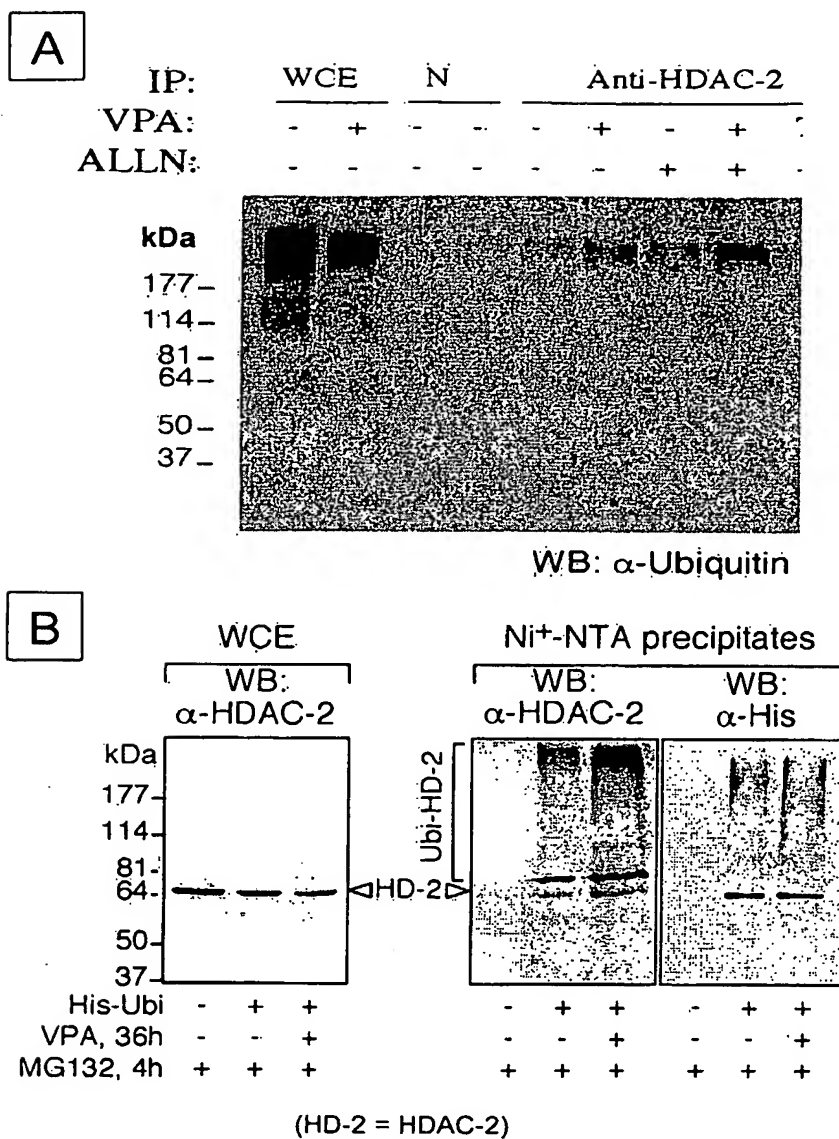 A
IP: WCE N Anti-HDAC-2
VPA: - + - - - + - + -
ALLN: - - - - - - + + -
kDa
177
114
81
64
50
37
WB: α-Ubiquitin
B
WCE
WB:
α-HDAC-2
Ni+-NTA precipitates
WB:
α-HDAC-2
WB:
α-His
kDa
177
114
81
64
50
37
HD-2
Ubi-HD-2
His-Ubi - + + - + + - + +
VPA, 36h - - + - - + - - +
MG132, 4h + + + + + + + + +
(HD-2 = HDAC-2)